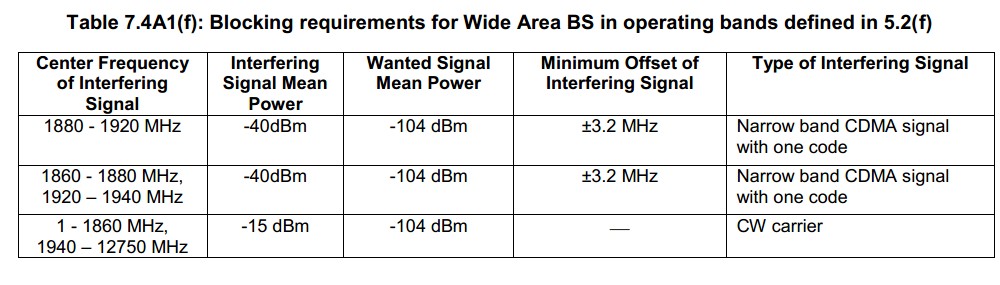 Table 7.4A1(f): Blocking requirements for Wide Area BS in operating bands defined in 5.2(f)
Center Frequency of Interfering Signal Interfering Signal Mean Power Wanted Signal Mean Power Minimum Offset of Interfering Signal Type of Interfering Signal
1880 - 1920 MHz -40dBm -104 dBm ±3.2 MHz Narrow band CDMA signal with one code
1860 - 1880 MHz, 1920 – 1940 MHz -40dBm -104 dBm ±3.2 MHz Narrow band CDMA signal with one code
1 - 1860 MHz, 1940 – 12750 MHz -15 dBm -104 dBm — CW carrier